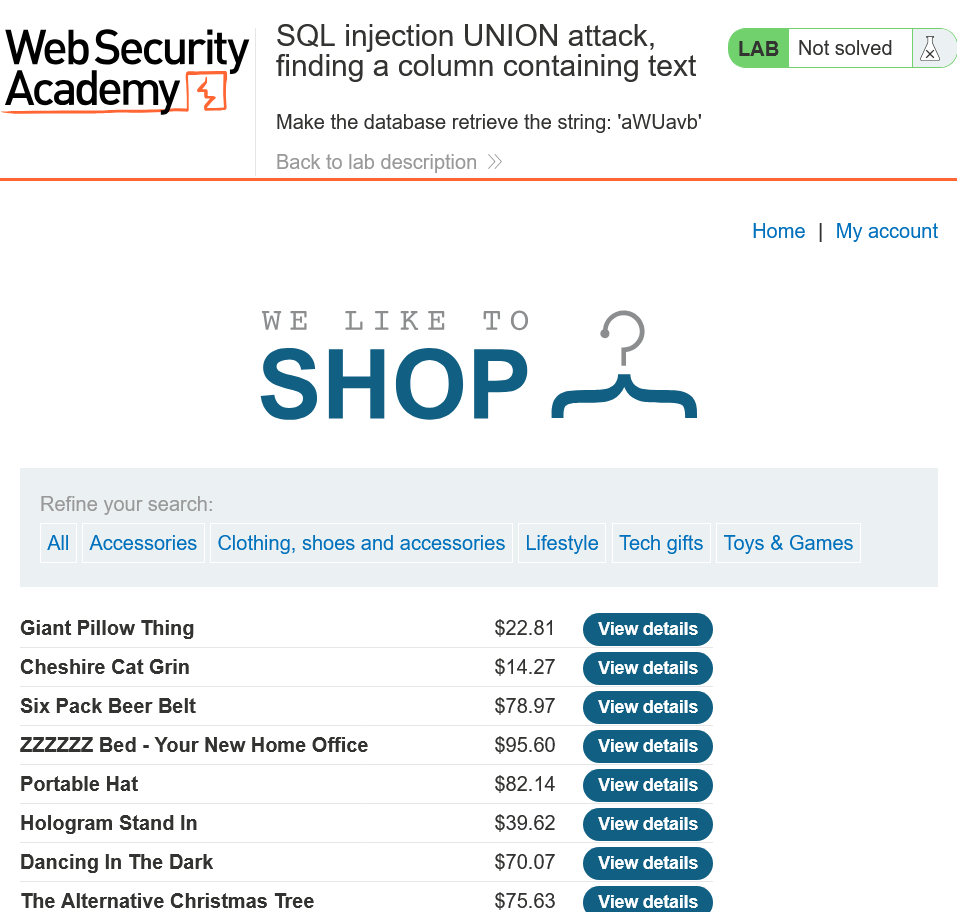 Web Security
Academy
SQL injection UNION attack,
finding a column containing text
LAB Not solved
Make the database retrieve the string: 'aWUavb'
Back to lab description
Home | My account
WE LIKE TO
SHOP
Refine your search:
All Accessories Clothing, shoes and accessories Lifestyle Tech gifts Toys & Games
Giant Pillow Thing $22.81 View details
Cheshire Cat Grin $14.27 View details
Six Pack Beer Belt $78.97 View details
ZZZZZZ Bed - Your New Home Office $95.60 View details
Portable Hat $82.14 View details
Hologram Stand In $39.62 View details
Dancing In The Dark $70.07 View details
The Alternative Christmas Tree $75.63 View details